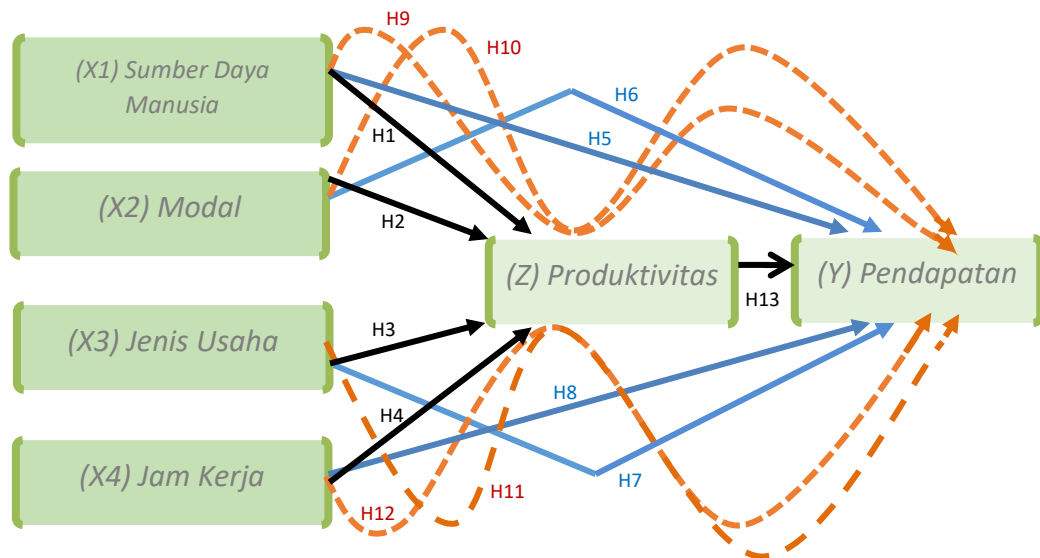 H9
H10
(X1) Sumber Daya
Manusia
H6
H5
H1
(X2) Modal
H2
(Z) Produktivitas
(Y) Pendapatan
H13
(X3) Jenis Usaha
H3
H4
H8
(X4) Jam Kerja
H7
H11
H12